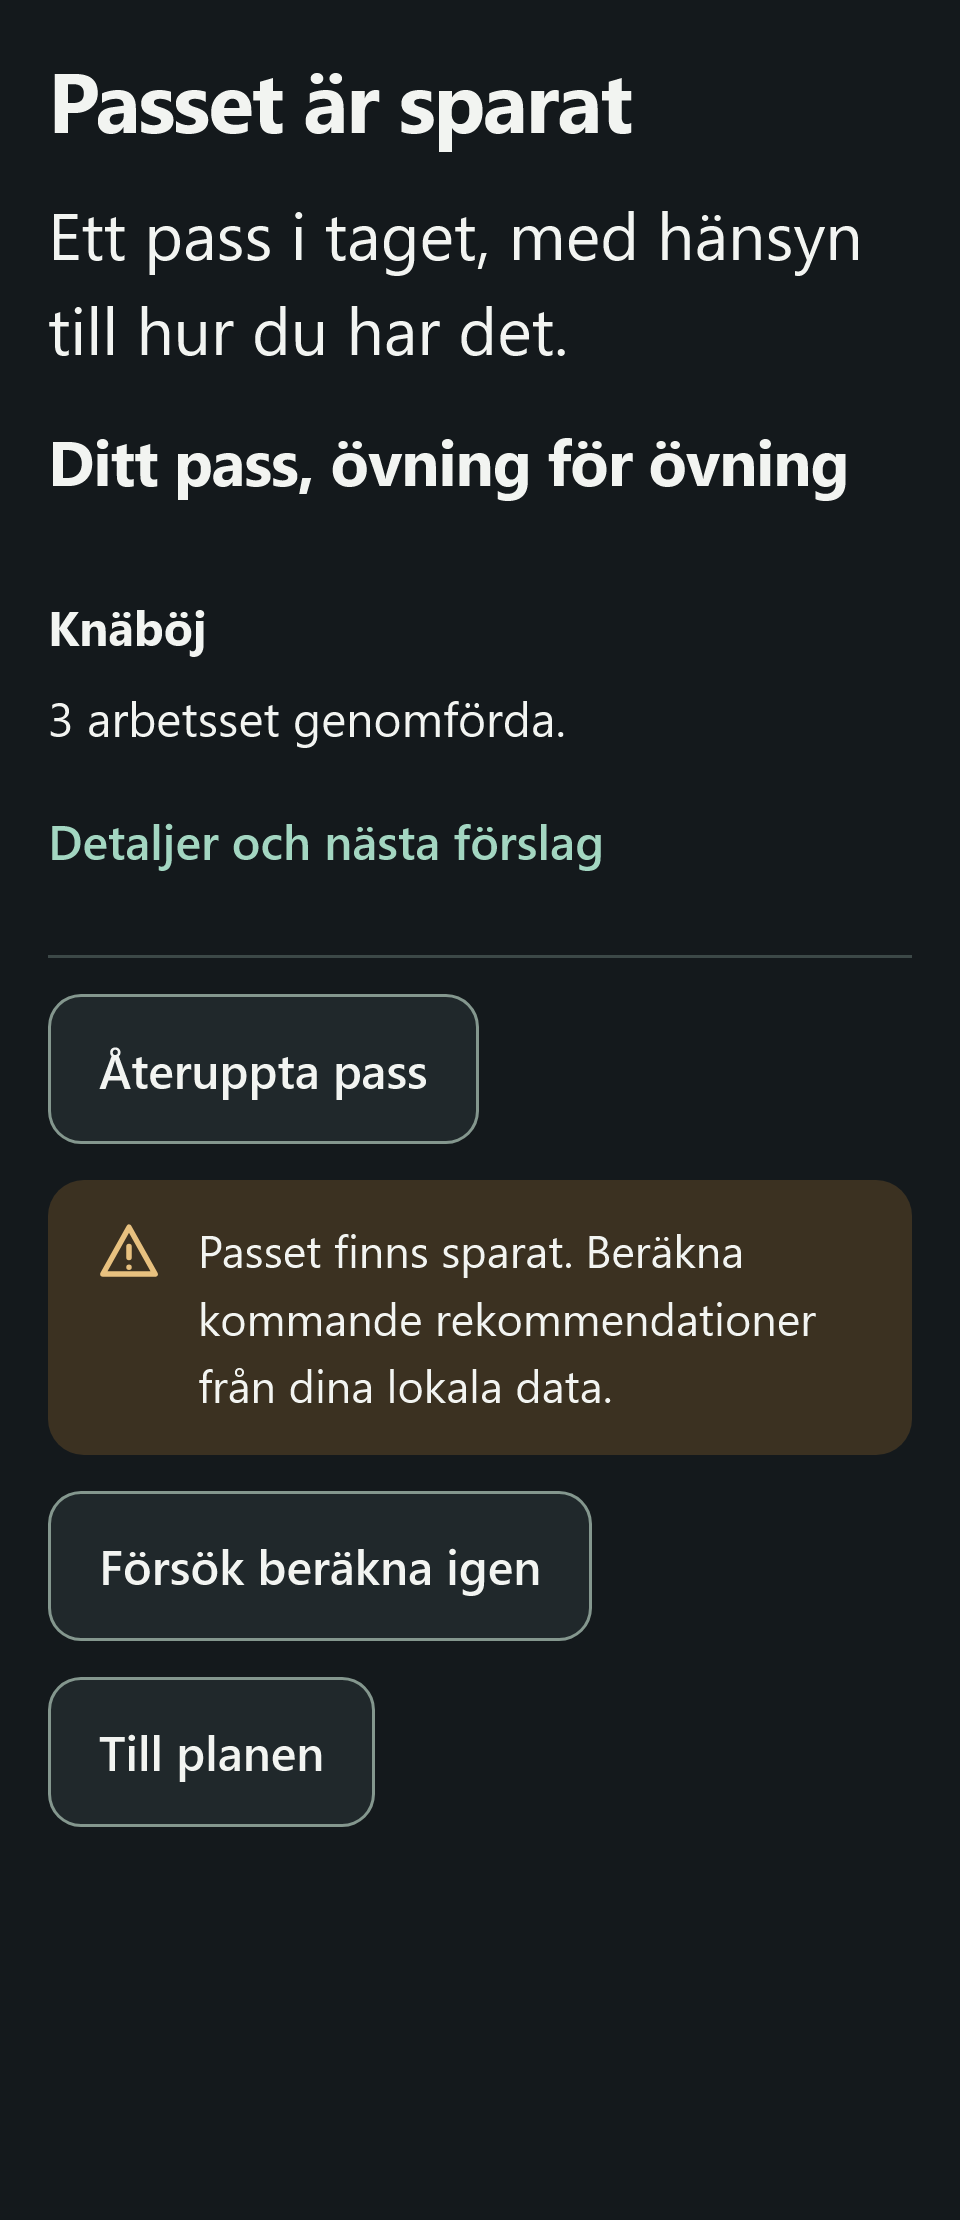 Passet är sparat
Ett pass i taget, med hänsyn
till hur du har det.
Ditt pass, övning för övning
Knäböj
3 arbetsset genomförda.
Detaljer och nästa förslag
Återuppta pass
Passet finns sparat. Beräkna
kommande rekommendationer
från dina lokala data.
Försök beräkna igen
Till planen